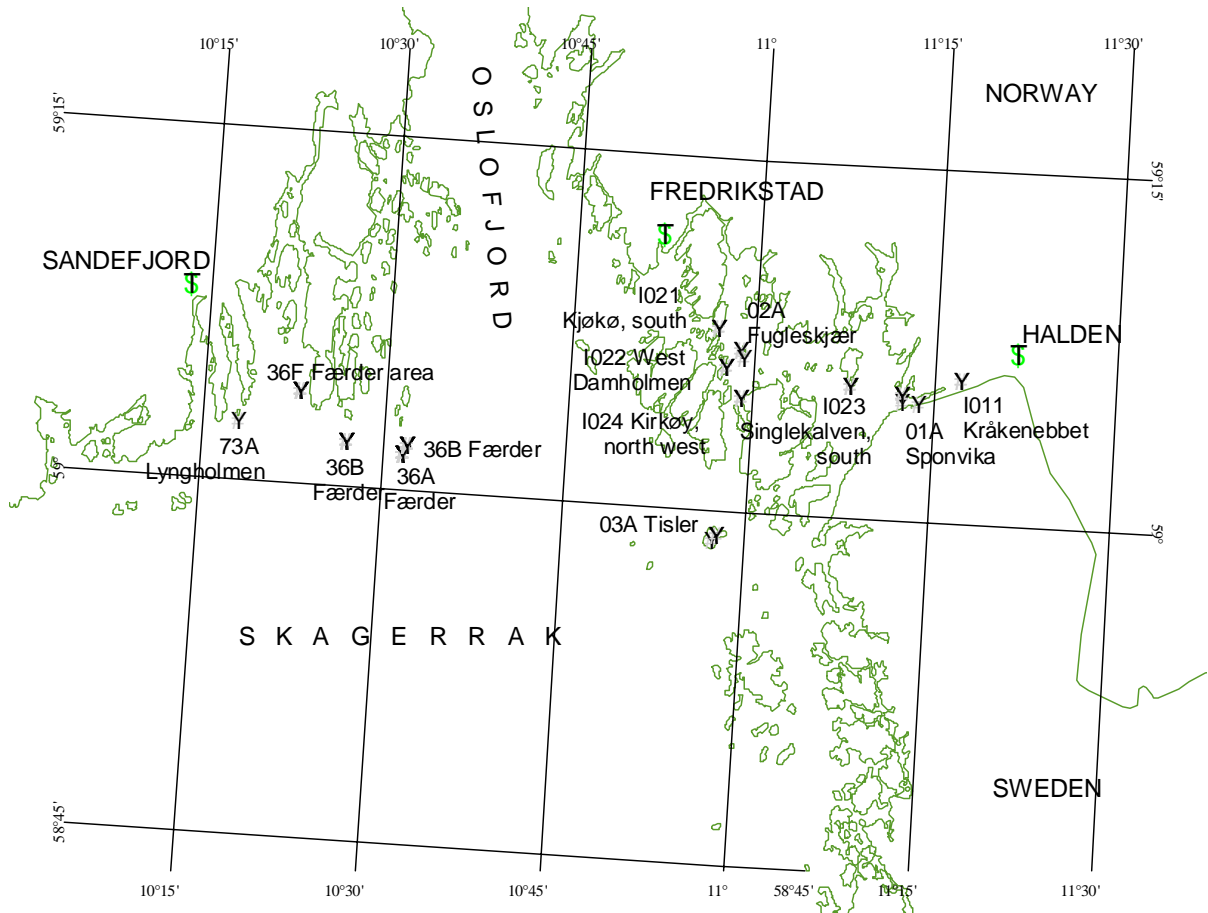 10°15'
10°30'
10°45'
11°
11°15'
11°30'
59°15'
NORWAY
OSLOFJORD
FREDRIKSTAD
59°15'
SANDEFJORD
I021
Kjøkø, south
02A
Fugleskjær
HALDEN
I022 West
Damholmen
36F Færder area
I024 Kirkøy,
north west
I023
Singlekalven,
south
01A
Sponvika
I011
Kråkenebbet
73A
Lyngholmen
36B
Færder
36A
Færder
36B Færder
59°
03A Tisler
59°
SKAGERRAK
SWEDEN
58°45'
10°15'
10°30'
10°45'
11°
58°45'
11°15'
11°30'